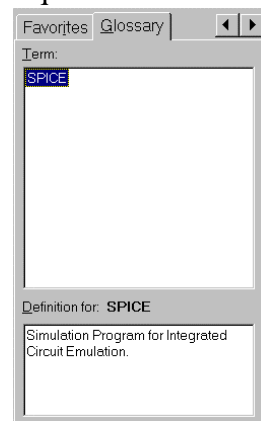 Favorites Glossary
Term:
SPICE
Definition for: SPICE
Simulation Program for Integrated
Circuit Emulation.